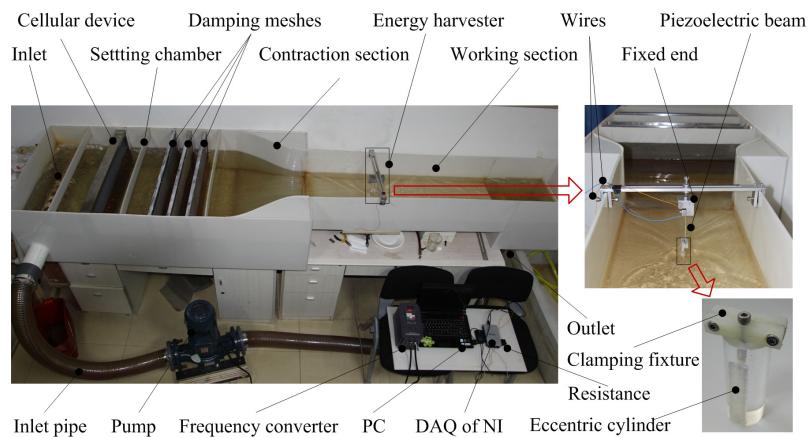 Cellular device
Damping meshes
Energy harvester
Wires
Piezoelectric beam
Inlet
Settting chamber
Contraction section
Working section
Fixed end
Outlet
Clamping fixture
Resistance
Inlet pipe
Pump
Frequency converter
PC
DAQ of NI
Eccentric cylinder